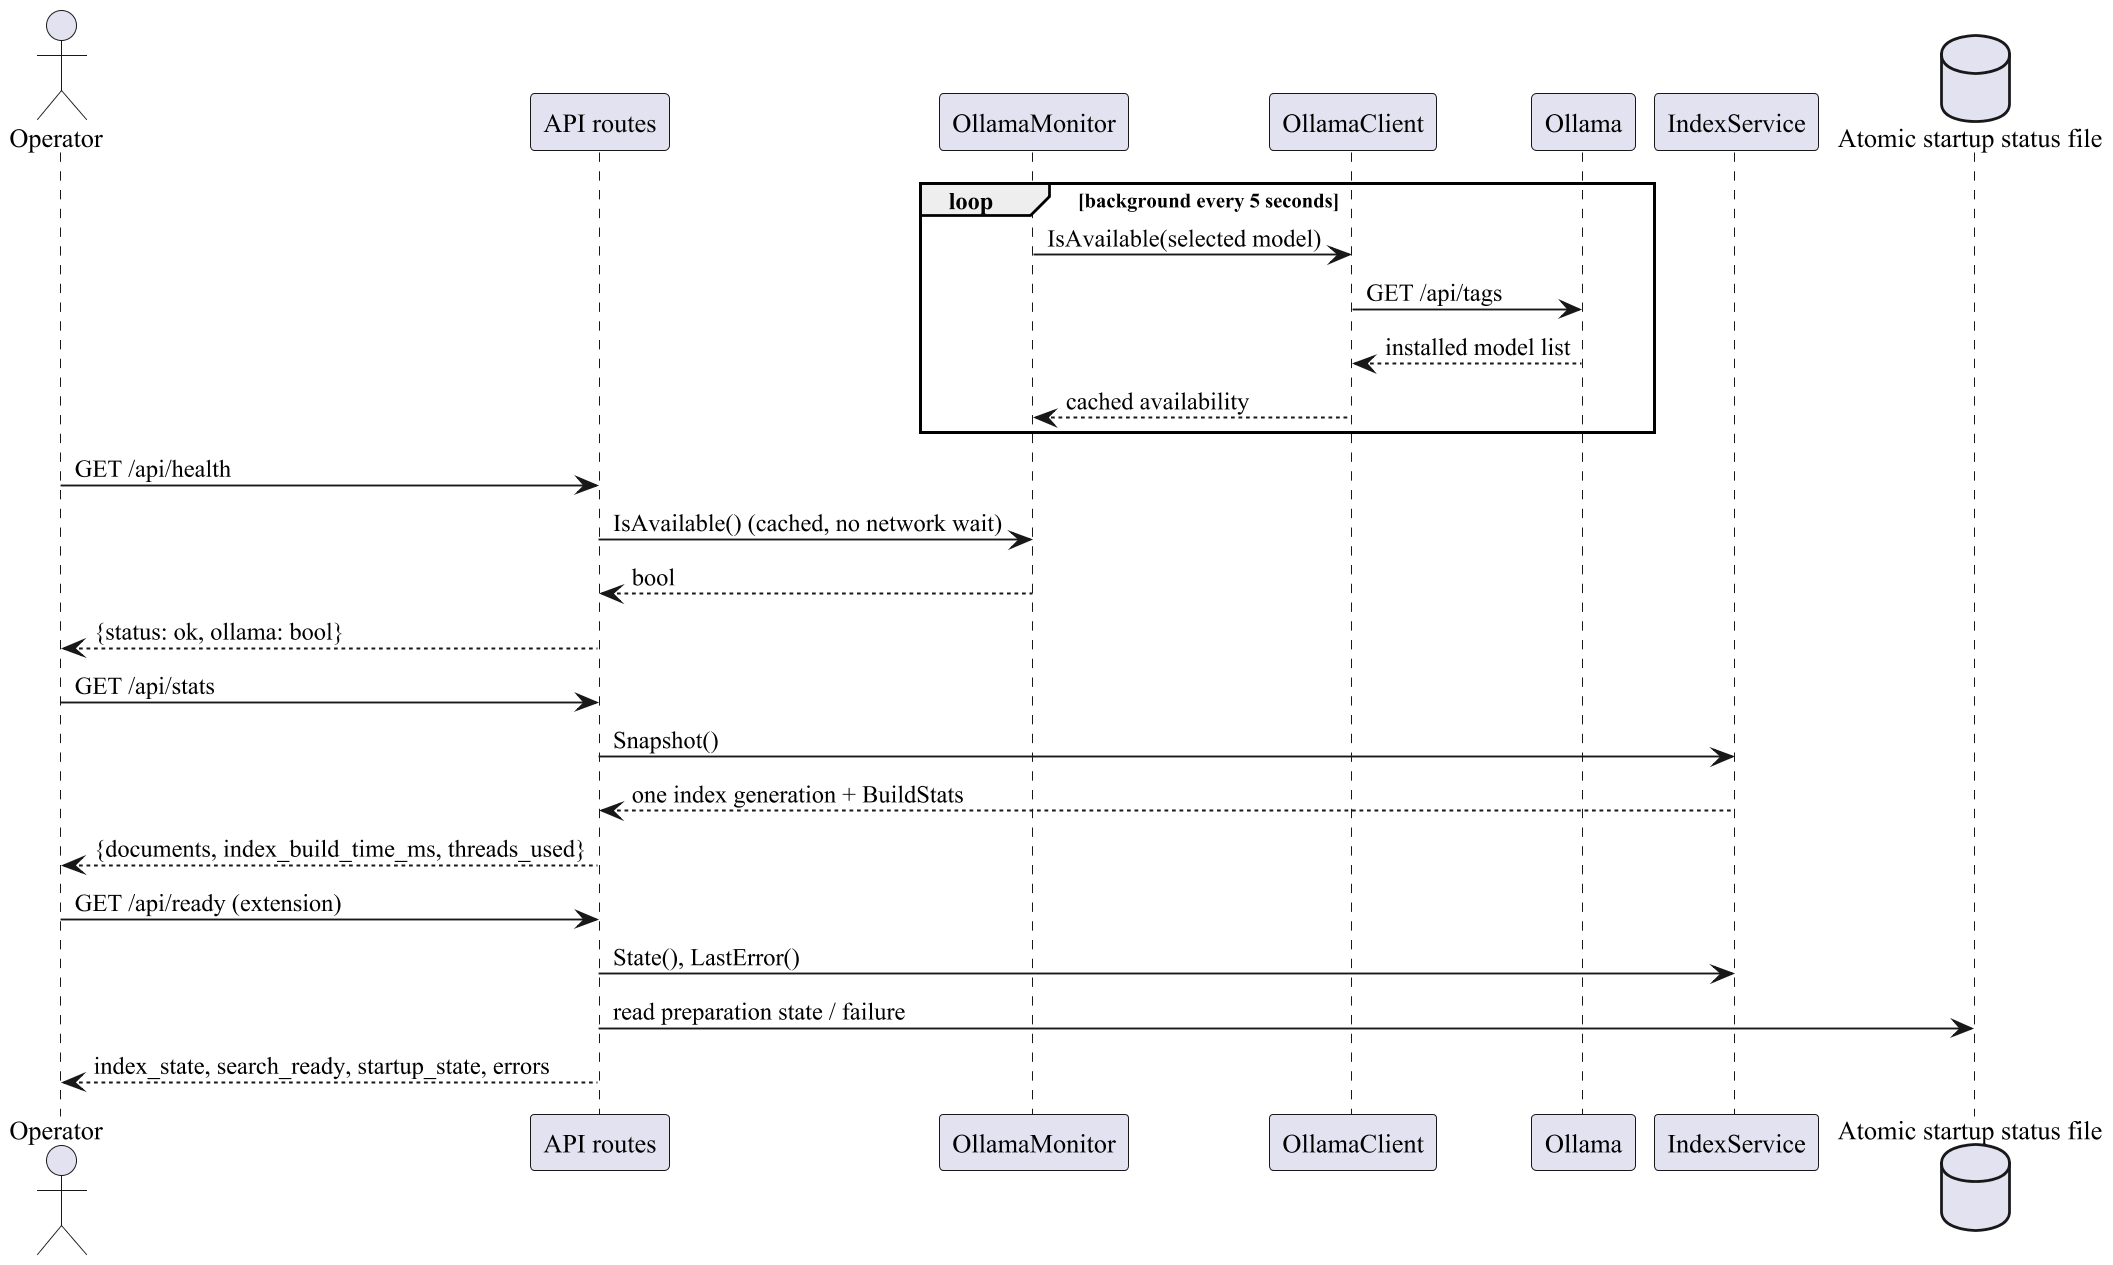 Operator
API routes
OllamaMonitor
OllamaClient
Ollama
IndexService
Atomic startup status file
loop
[background every 5 seconds]
IsAvailable(selected model)
GET /api/tags
installed model list
cached availability
GET /api/health
IsAvailable() (cached, no network wait)
bool
{status: ok, ollama: bool}
GET /api/stats
Snapshot()
one index generation + BuildStats
{documents, index_build_time_ms, threads_used}
GET /api/ready (extension)
State(), LastError()
read preparation state / failure
index_state, search_ready, startup_state, errors
Operator
API routes
OllamaMonitor
OllamaClient
Ollama
IndexService
Atomic startup status file